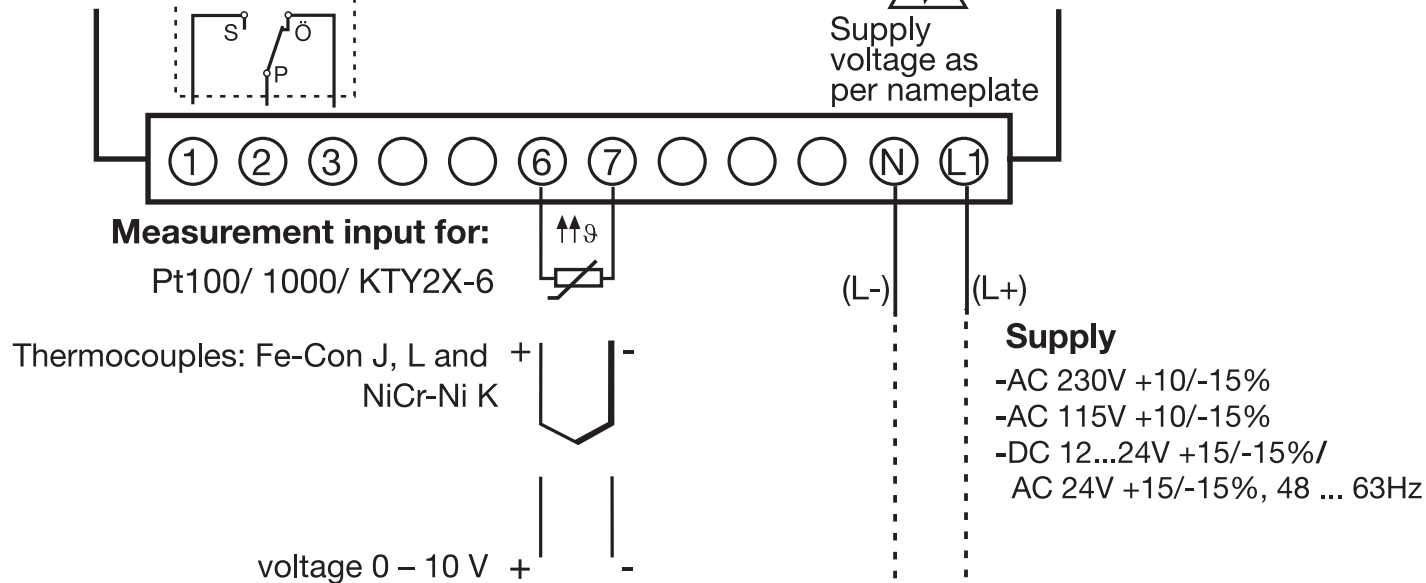 S Ö
P
Supply
voltage as
per nameplate
1 2 3 6 7 N L1
Measurement input for:
ϑ
Pt100/ 1000/ KTY2X-6
(L-) (L+)
Thermocouples: Fe-Con J, L and + -
NiCr-Ni K
Supply
-AC 230V +10/-15%
-AC 115V +10/-15%
-DC 12...24V +15/-15%/
AC 24V +15/-15%, 48 ... 63Hz
voltage 0 – 10 V + -